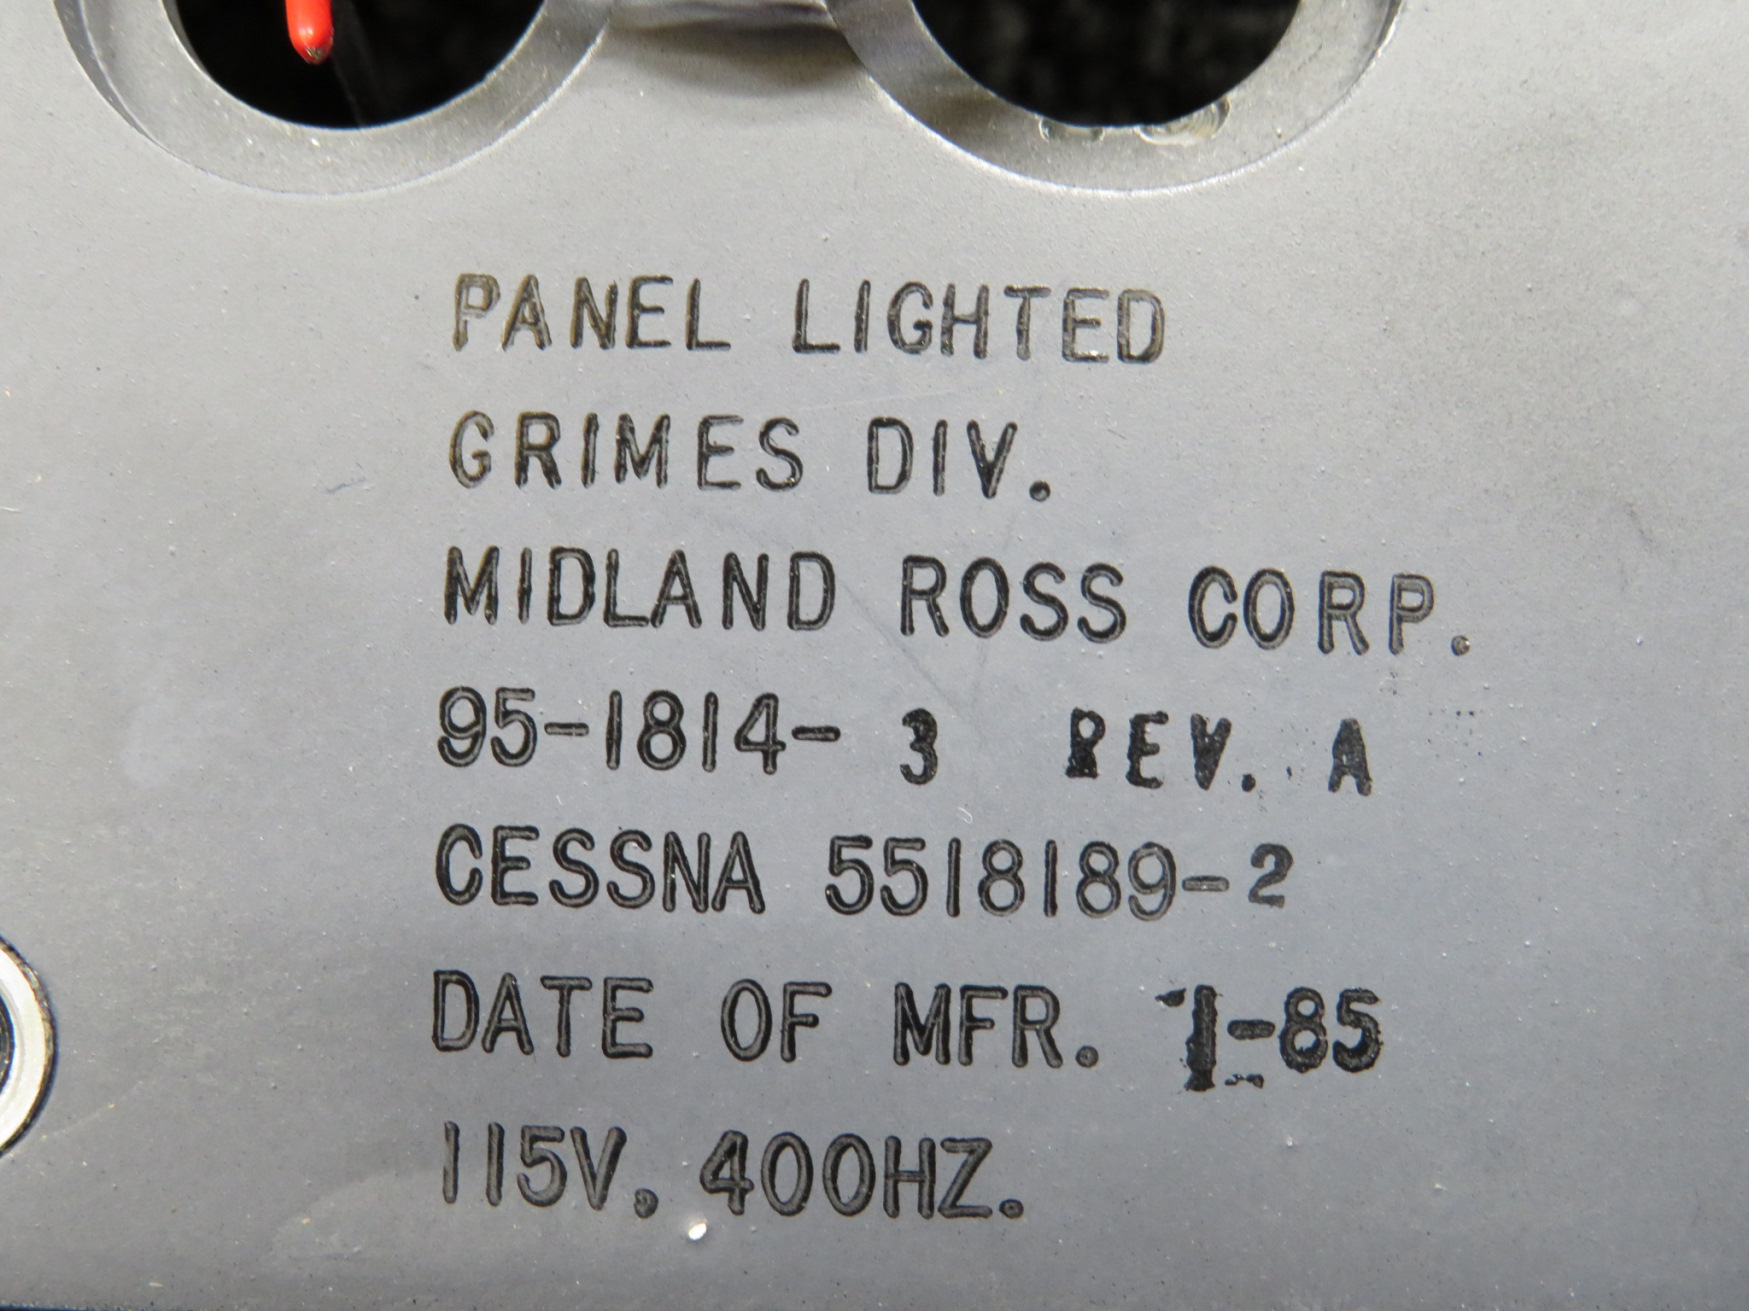 PANEL LIGHTED
GRIMES DIV.
MIDLAND ROSS CORP.
95-1814- 3 REV. A
CESSNA 5518189-2
DATE OF MFR. 1-85
115V, 400HZ.